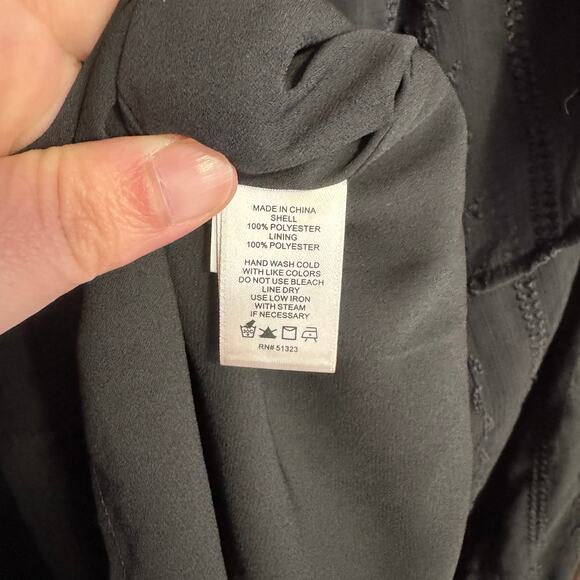 MADE IN CHINA
SHELL
100% POLYESTER
LINING
100% POLYESTER
HAND WASH COLD
WITH LIKE COLORS
DO NOT USE BLEACH
LINE DRY
USE LOW IRON
WITH STEAM
IF NECESSARY
RN# 51323